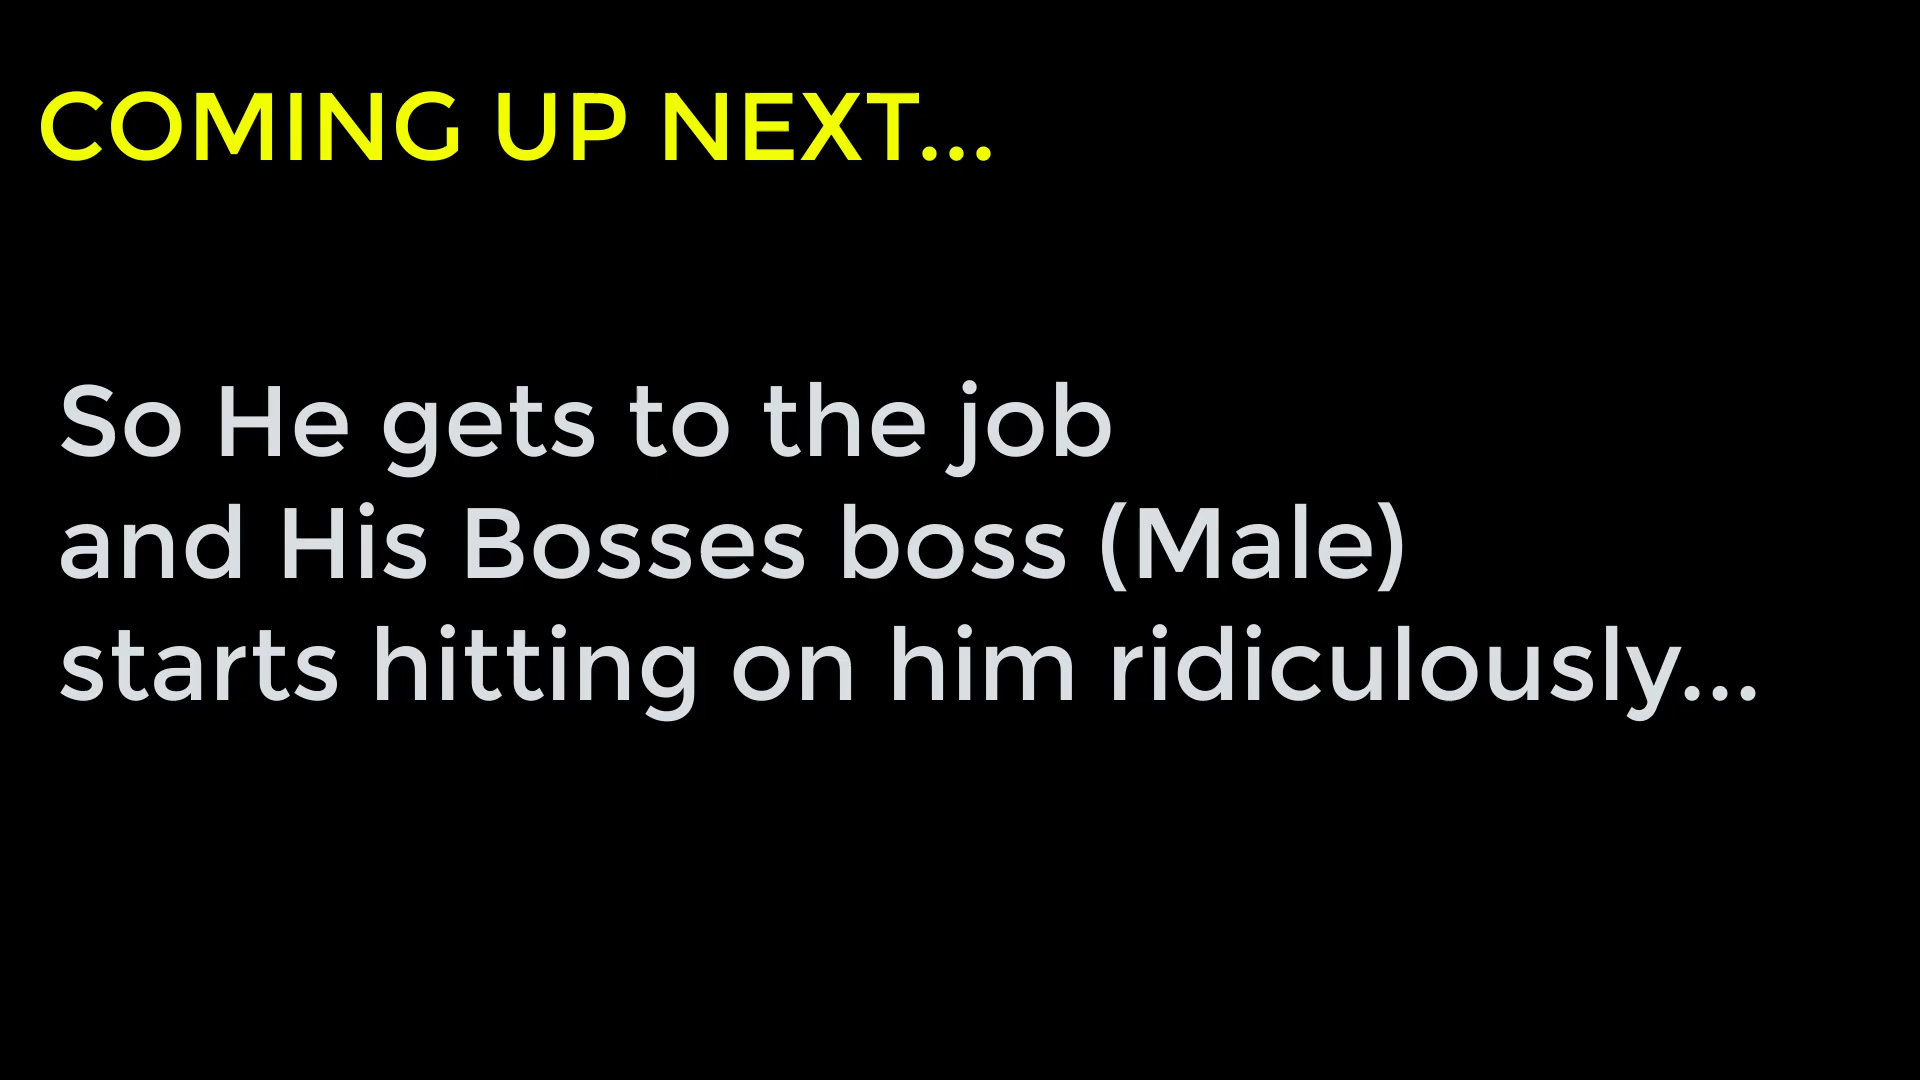 COMING UP NEXT...
So He gets to the job
and His Bosses boss (Male)
starts hitting on him ridiculously...